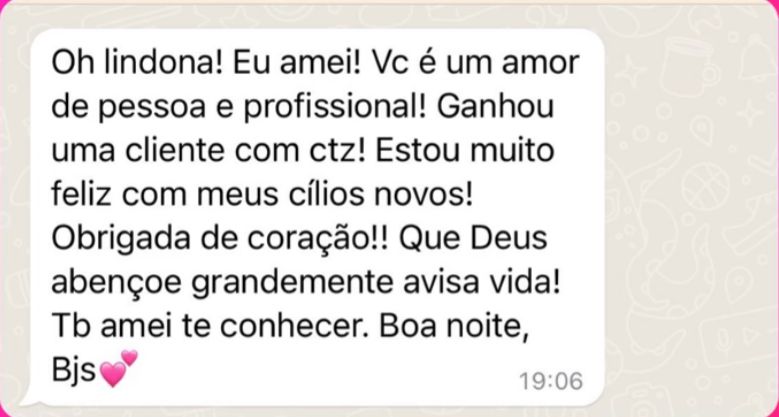 Oh lindona! Eu amei! Vc é um amor
de pessoa e profissional! Ganhou
uma cliente com ctz! Estou muito
feliz com meus cílios novos!
Obrigada de coração!! Que Deus
abençoe grandemente avisa vida!
Tb amei te conhecer. Boa noite,
Bjs💕
19:06